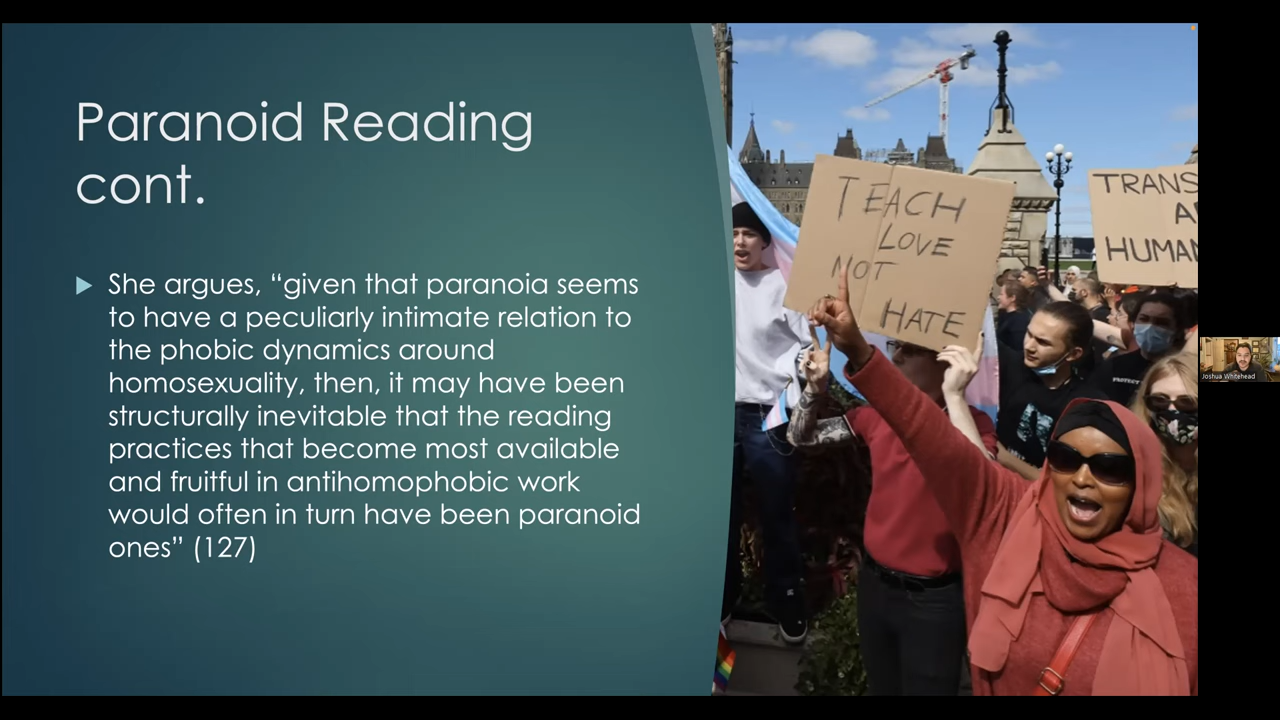 Paranoid Reading
cont.
She argues, “given that paranoia seems
to have a peculiarly intimate relation to
the phobic dynamics around
homosexuality, then, it may have been
structurally inevitable that the reading
practices that become most available
and fruitful in antihomophobic work
would often in turn have been paranoid
ones” (127)
TEACH
LOVE
NOT
HATE
TRANS
HUMAN
PROTECT
Joshua Whitehead